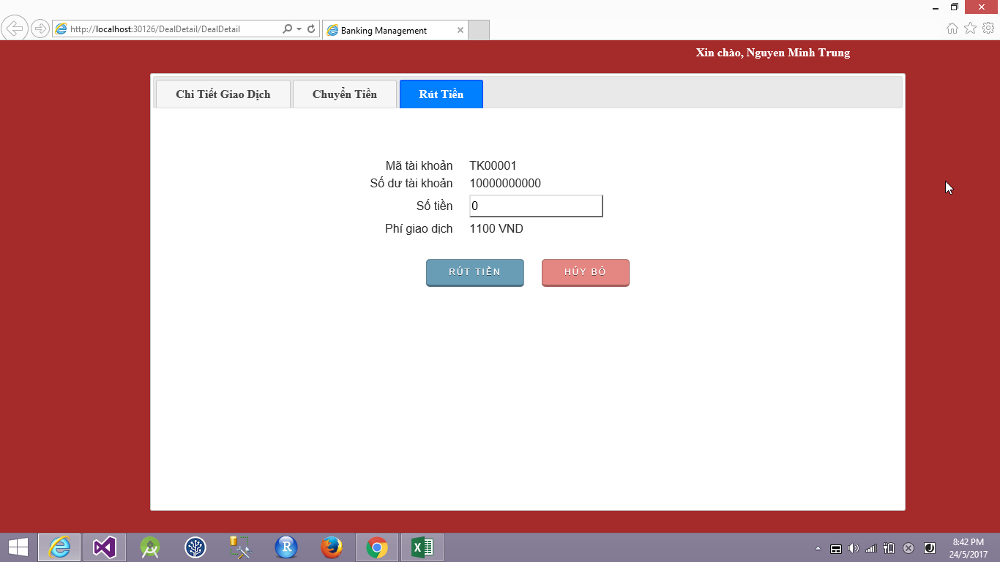 http://localhost:30126/DealDetail/DealDetail
Banking Management
Xin chào, Nguyen Minh Trung
Chi Tiết Giao Dịch
Chuyển Tiền
Rút Tiền
Mã tài khoản TK00001
Số dư tài khoản 10000000000
Số tiền 0
Phí giao dịch 1100 VND
RÚT TIỀN
HỦY BỎ
8:42 PM
24/5/2017